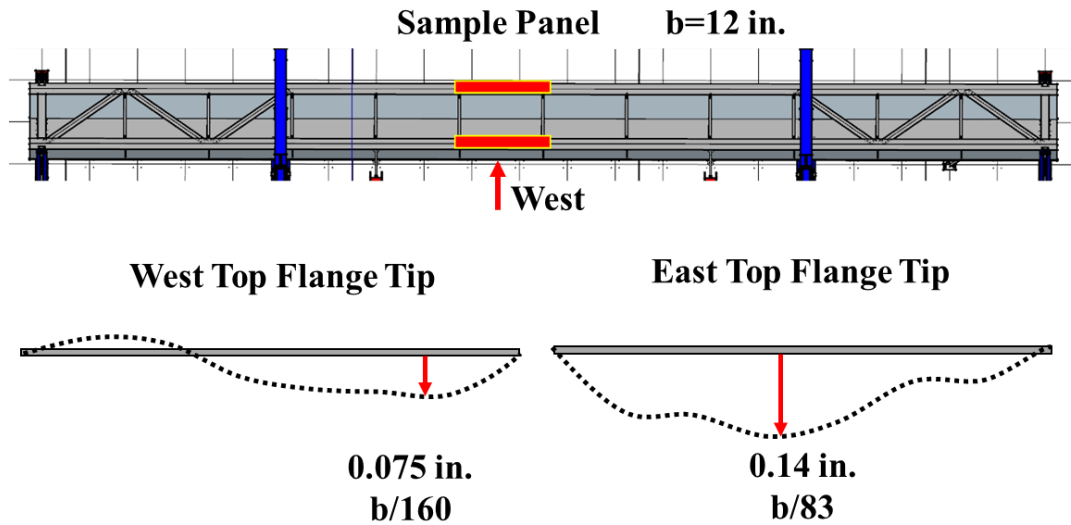 Sample Panel b=12 in.
West
West Top Flange Tip
East Top Flange Tip
0.075 in.
b/160
0.14 in.
b/83